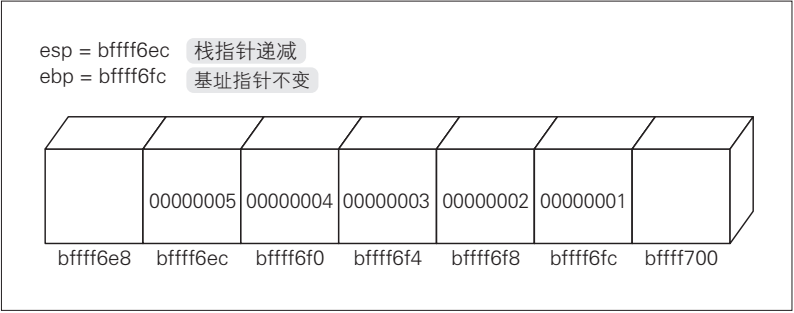 esp = bffff6ec 栈指针递减
ebp = bffff6fc 基址指针不变
00000005 00000004 00000003 00000002 00000001
bffff6e8 bffff6ec bffff6f0 bffff6f4 bffff6f8 bffff6fc bffff700